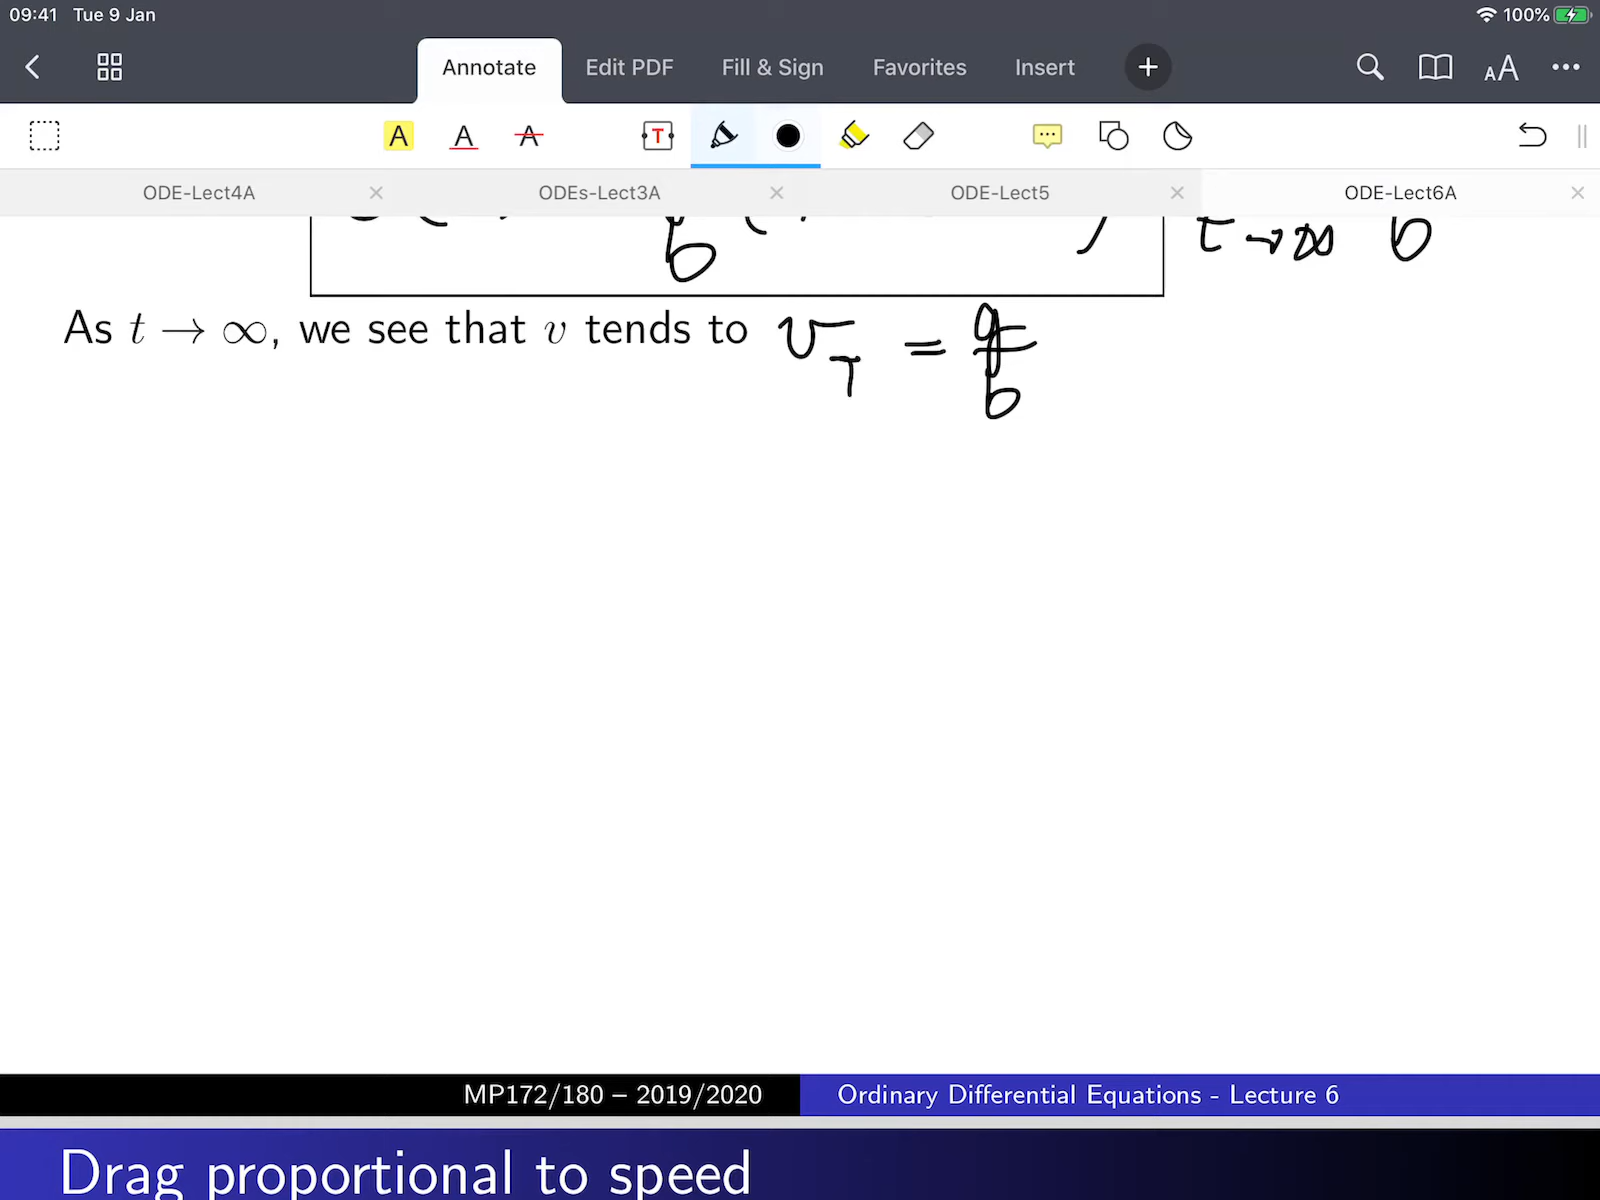 09:41 Tue 9 Jan 100%
Annotate Edit PDF Fill & Sign Favorites Insert
ODE-Lect4A ODEs-Lect3A ODE-Lect5 ODE-Lect6A
b t→∞ b
As t → ∞, we see that v tends to v_T = g/b
MP172/180 – 2019/2020 Ordinary Differential Equations - Lecture 6
Drag proportional to speed